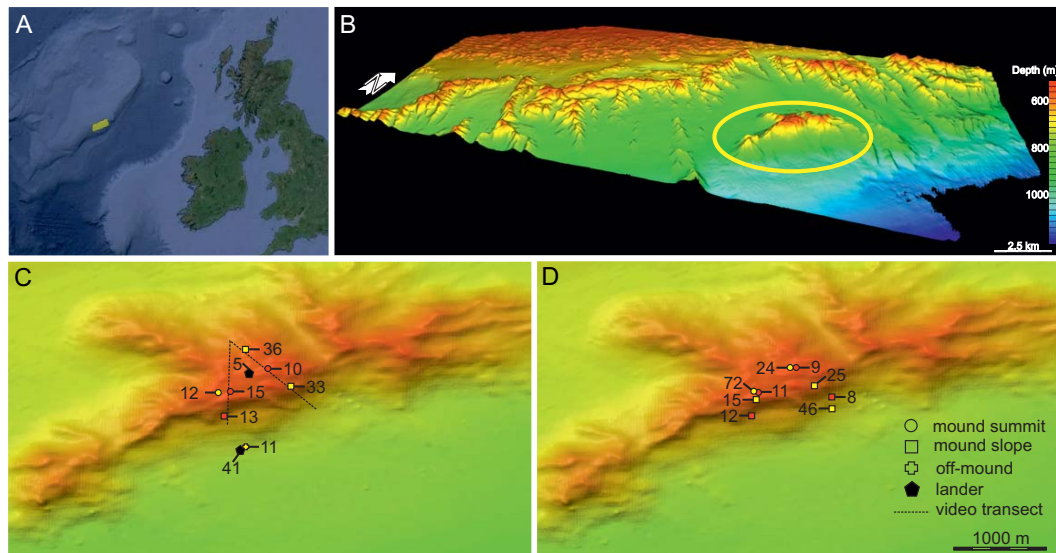 A
B
Depth (m)
600
800
1000
2.5 km
C
36
5
10
12
15
33
13
11
41
D
24
9
72
11
25
15
8
12
46
mound summit
mound slope
off-mound
lander
video transect
1000 m